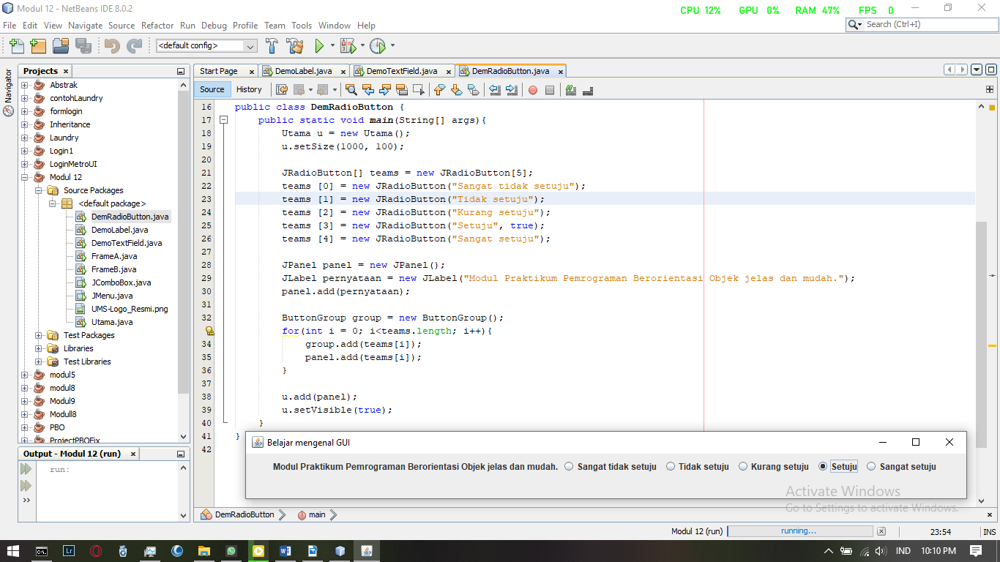 Modul 12 - NetBeans IDE 8.0.2
CPU 12% GPU 0% RAM 47% FPS 0
File Edit View Navigate Source Refactor Run Debug Profile Team Tools Window Help
Search (Ctrl+I)
<default config>
Navigator
Projects
Abstrak
contohLaundry
formlogin
Inheritance
Laundry
Login1
LoginMetroUI
Modul 12
Source Packages
<default package>
DemRadioButton.java
DemoLabel.java
DemoTextField.java
FrameA.java
FrameB.java
JComboBox.java
JMenu.java
UMS-Logo_Resmi.png
Utama.java
Test Packages
Libraries
Test Libraries
modul5
modul8
Modul9
Modull8
PBO
ProjectPBOFix
Output - Modul 12 (run)
run:
Start Page DemoLabel.java DemoTextField.java DemRadioButton.java
Source History
16 public class DemRadioButton {
17 public static void main(String[] args){
18 Utama u = new Utama();
19 u.setSize(1000, 100);
20
21 JRadioButton[] teams = new JRadioButton[5];
22 teams [0] = new JRadioButton("Sangat tidak setuju");
23 teams [1] = new JRadioButton("Tidak setuju");
24 teams [2] = new JRadioButton("Kurang setuju");
25 teams [3] = new JRadioButton("Setuju", true);
26 teams [4] = new JRadioButton("Sangat setuju");
27
28 JPanel panel = new JPanel();
29 JLabel pernyataan = new JLabel("Modul Praktikum Pemrograman Berorientasi Objek jelas dan mudah.");
30 panel.add(pernyataan);
31
32 ButtonGroup group = new ButtonGroup();
for(int i = 0; i<teams.length; i++){
34 group.add(teams[i]);
35 panel.add(teams[i]);
36 }
37
38 u.add(panel);
39 u.setVisible(true);
40 }
41 }
42
Belajar mengenal GUI
Modul Praktikum Pemrograman Berorientasi Objek jelas dan mudah. Sangat tidak setuju Tidak setuju Kurang setuju Setuju Sangat setuju
Activate Windows
Go to Settings to activate Windows.
DemRadioButton main
Modul 12 (run) running... 23:54 INS
Lr W IND 10:10 PM